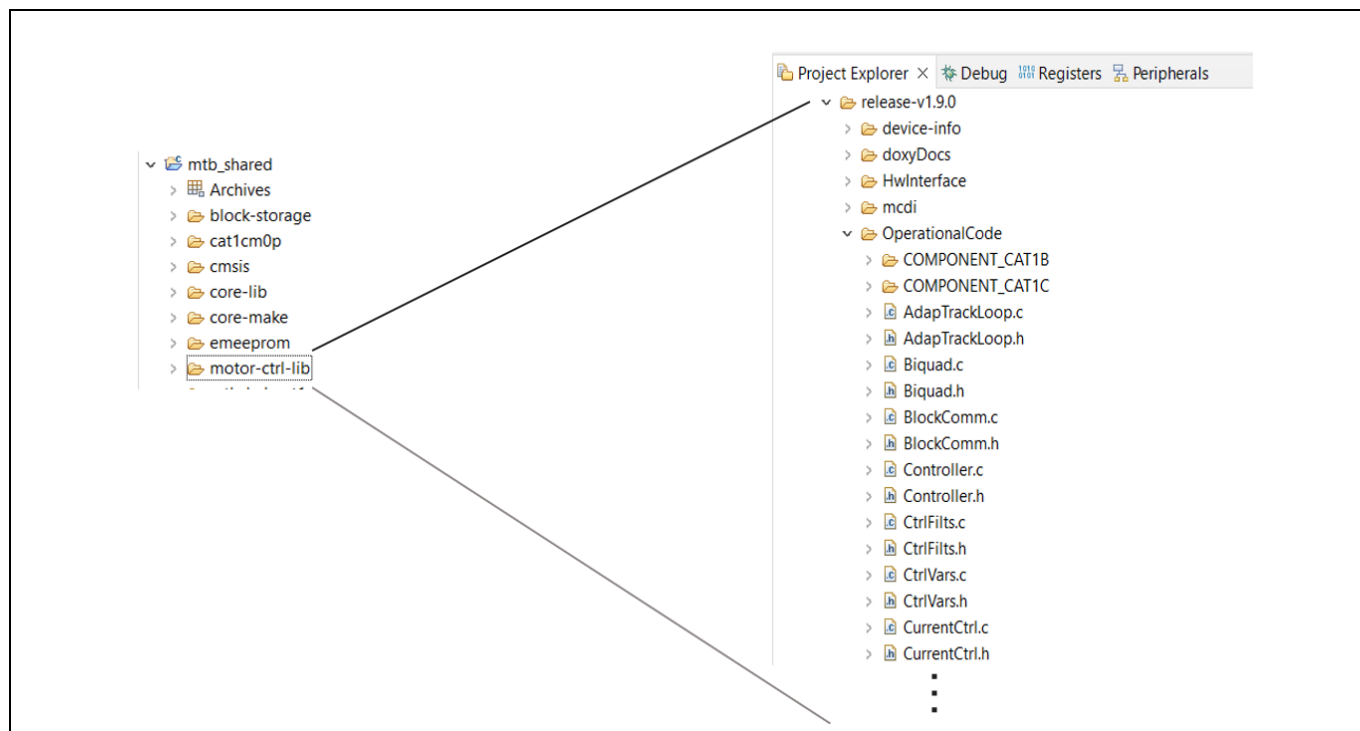 mtb_shared
Archives
block-storage
cat1cm0p
cmsis
core-lib
core-make
emeeprom
motor-ctrl-lib
Project Explorer × Debug 1010 0101 Registers Peripherals
release-v1.9.0
device-info
doxyDocs
HwInterface
mcdi
OperationalCode
COMPONENT_CAT1B
COMPONENT_CAT1C
.c AdapTrackLoop.c
.h AdapTrackLoop.h
.c Biquad.c
.h Biquad.h
.c BlockComm.c
.h BlockComm.h
.c Controller.c
.h Controller.h
.c CtrlFilts.c
.h CtrlFilts.h
.c CtrlVars.c
.h CtrlVars.h
.c CurrentCtrl.c
.h CurrentCtrl.h